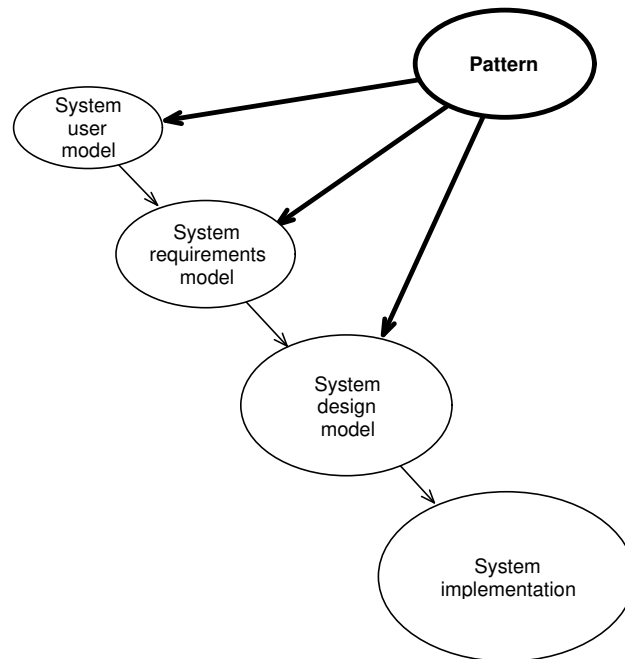 Pattern
System
user
model
System
requirements
model
System
design
model
System
implementation